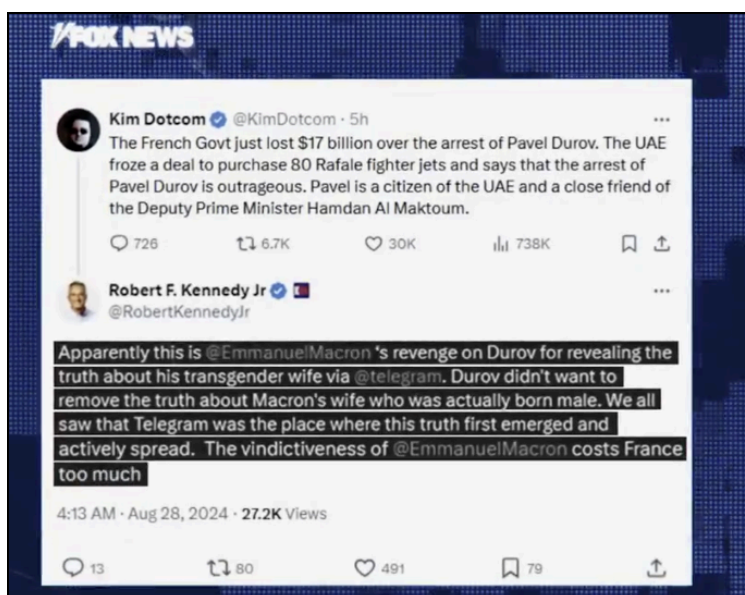 FOX NEWS
Kim Dotcom @KimDotcom · 5h
The French Govt just lost $17 billion over the arrest of Pavel Durov. The UAE
froze a deal to purchase 80 Rafale fighter jets and says that the arrest of
Pavel Durov is outrageous. Pavel is a citizen of the UAE and a close friend of
the Deputy Prime Minister Hamdan Al Maktoum.
726 6.7K 30K 738K
Robert F. Kennedy Jr
@RobertKennedyJr
Apparently this is @EmmanuelMacron 's revenge on Durov for revealing the
truth about his transgender wife via @telegram. Durov didn't want to
remove the truth about Macron's wife who was actually born male. We all
saw that Telegram was the place where this truth first emerged and
actively spread. The vindictiveness of @EmmanuelMacron costs France
too much
4:13 AM · Aug 28, 2024 · 27.2K Views
13 80 491 79